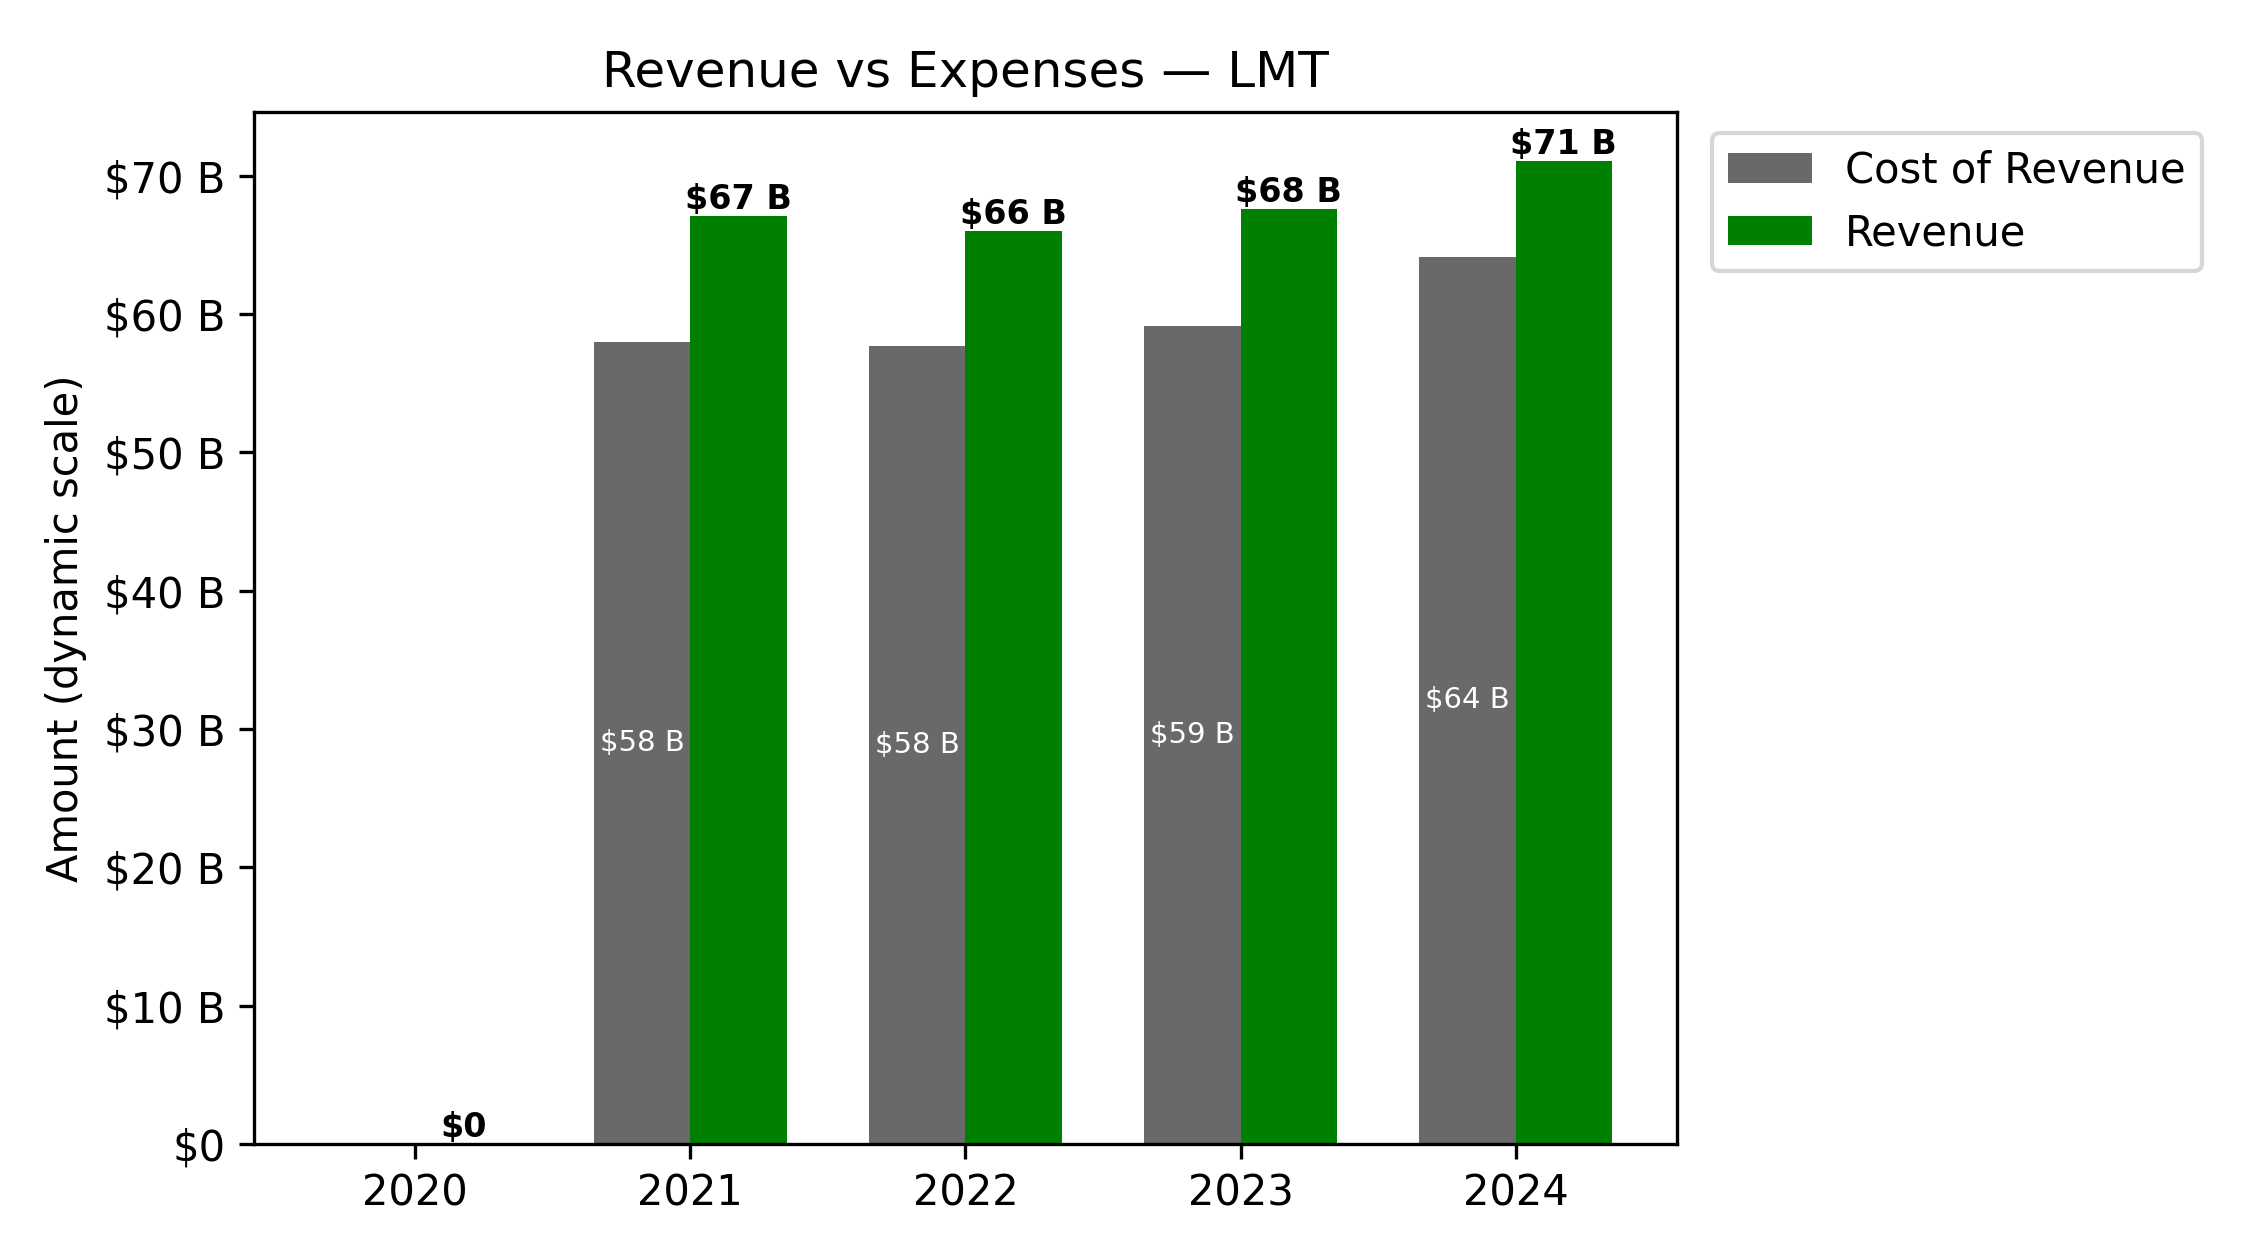 Revenue vs Expenses — LMT
Cost of Revenue
Revenue
Amount (dynamic scale)
$70 B
$60 B
$50 B
$40 B
$30 B
$20 B
$10 B
$0
$0
$67 B
$66 B
$68 B
$71 B
$58 B
$58 B
$59 B
$64 B
2020
2021
2022
2023
2024